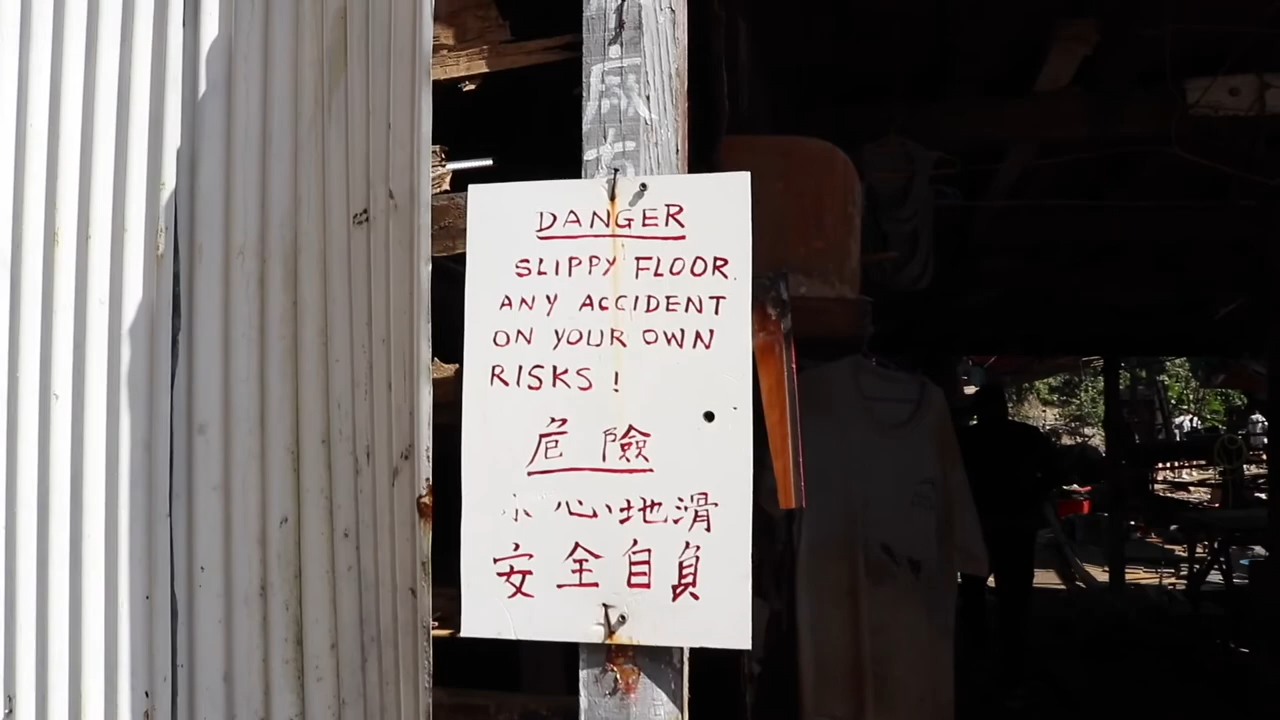 DANGER
SLIPPY FLOOR.
ANY ACCIDENT
ON YOUR OWN
RISKS !
危 險
小心地滑
安全自負